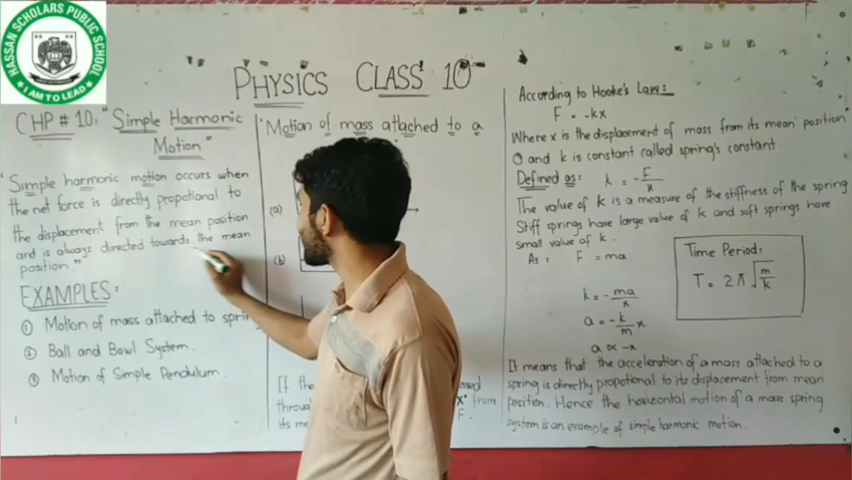 HASSAN SCHOLARS PUBLIC SCHOOL
I AM TO LEAD
PHYSICS CLASS 10
CHP # 10: "Simple Harmonic
Motion"
"Simple harmonic motion occurs when
the net force is directly propotional to
the displacement from the mean position
and is always directed towards the mean
position"
EXAMPLES:
① Motion of mass attached to sprin
② Ball and Bowl System.
③ Motion of Simple Pendulum.
"Motion of mass attached to a
(a)
(b)
If the
throu
X° from
its me
F.
According to Hooke's Law:
F = -kx
Where x is the displacement of mass from its mean position
O and k is constant called spring's constant.
Defined as: k = -F/x
The value of k is a measure of the stiffness of the spring
Stiff springs have large value of k and soft springs have
small value of k.
As: F = ma
k = -ma/x
a = -k/m x
a ∝ -x
Time Period:
T = 2π√m/k
It means that the acceleration of a mass attached to a
spring is directly propotional to its displacement from mean
position. Hence the horizontal motion of a mass spring
system is an example of simple harmonic motion.